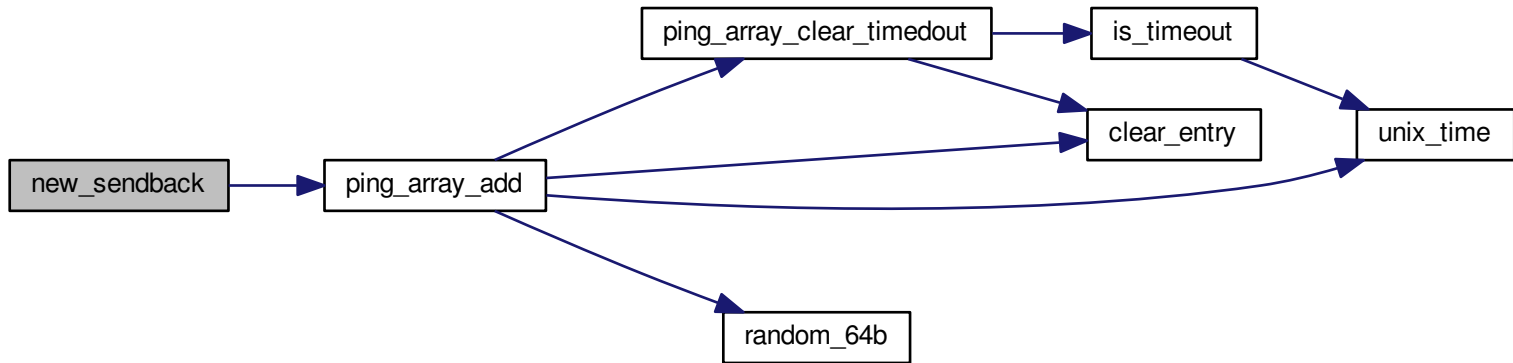 new_sendback
ping_array_add
ping_array_clear_timedout
is_timeout
clear_entry
unix_time
random_64b